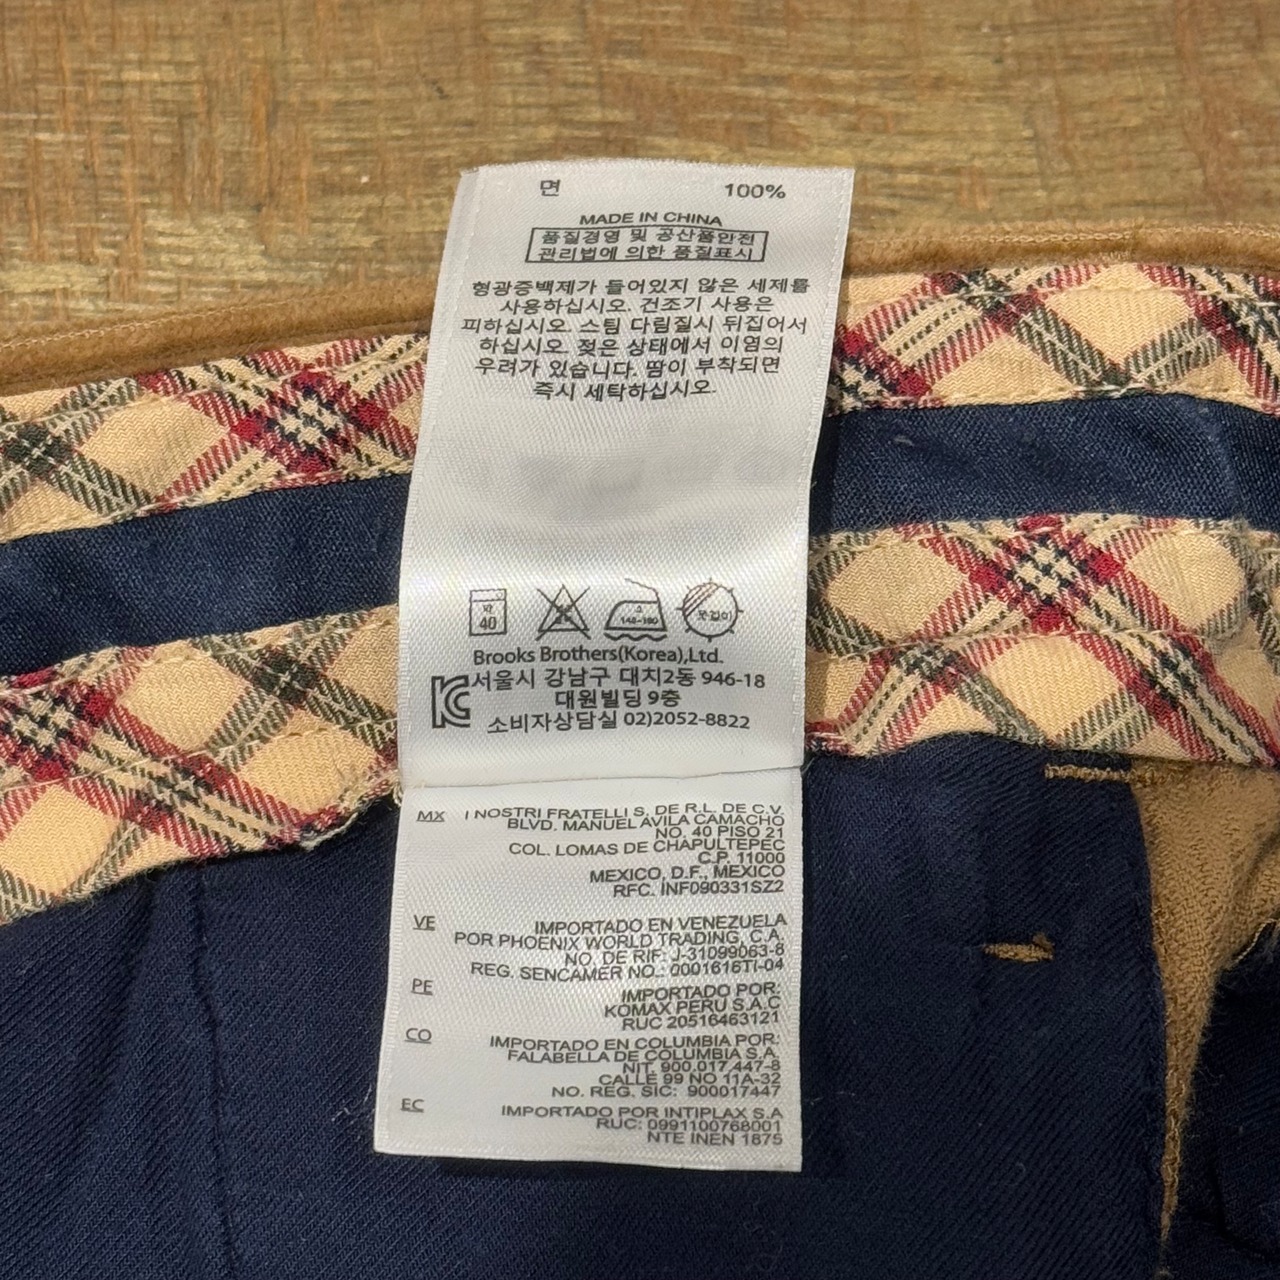 면 100%
MADE IN CHINA
품질경영 및 공산품안전
관리법에 의한 품질표시
형광증백제가 들어있지 않은 세제를
사용하십시오. 건조기 사용은
피하십시오. 스팀 다림질시 뒤집어서
하십시오. 젖은 상태에서 이염의
우려가 있습니다. 땀이 부착되면
즉시 세탁하십시오.
약
40
140~160
옷걸이
Brooks Brothers(Korea),Ltd.
서울시 강남구 대치2동 946-18
대원빌딩 9층
소비자상담실 02)2052-8822
MX I NOSTRI FRATELLI S. DE R.L. DE C.V.
BLVD. MANUEL AVILA CAMACHO
NO. 40 PISO 21
COL. LOMAS DE CHAPULTEPEC
C.P. 11000
MEXICO, D.F., MEXICO
RFC. INF090331SZ2
VE IMPORTADO EN VENEZUELA
POR PHOENIX WORLD TRADING, C.A.
NO. DE RIF: J-31099063-8
REG. SENCAMER NO.: 0001616TI-04
PE IMPORTADO POR:
KOMAX PERU S.A.C
RUC 20516463121
CO IMPORTADO EN COLUMBIA POR:
FALABELLA DE COLUMBIA S.A.
NIT. 900.017.447-8
CALLE 99 NO 11A-32
NO. REG. SIC: 900017447
EC IMPORTADO POR INTIPLAX S.A
RUC: 0991100768001
NTE INEN 1875